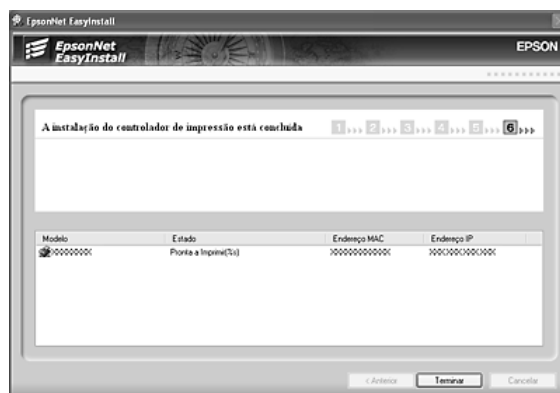 EpsonNet EasyInstall
EpsonNet
EasyInstall
EPSON
A instalação do controlador de impressão está concluída
1 2 3 4 5 6
Modelo Estado Endereço MAC Endereço IP
XXXXXXXX Pronta a Imprimir(%s) XXXXXXXXXXXX XXX.XXX.XXX.XXX
< Anterior Terminar Cancelar